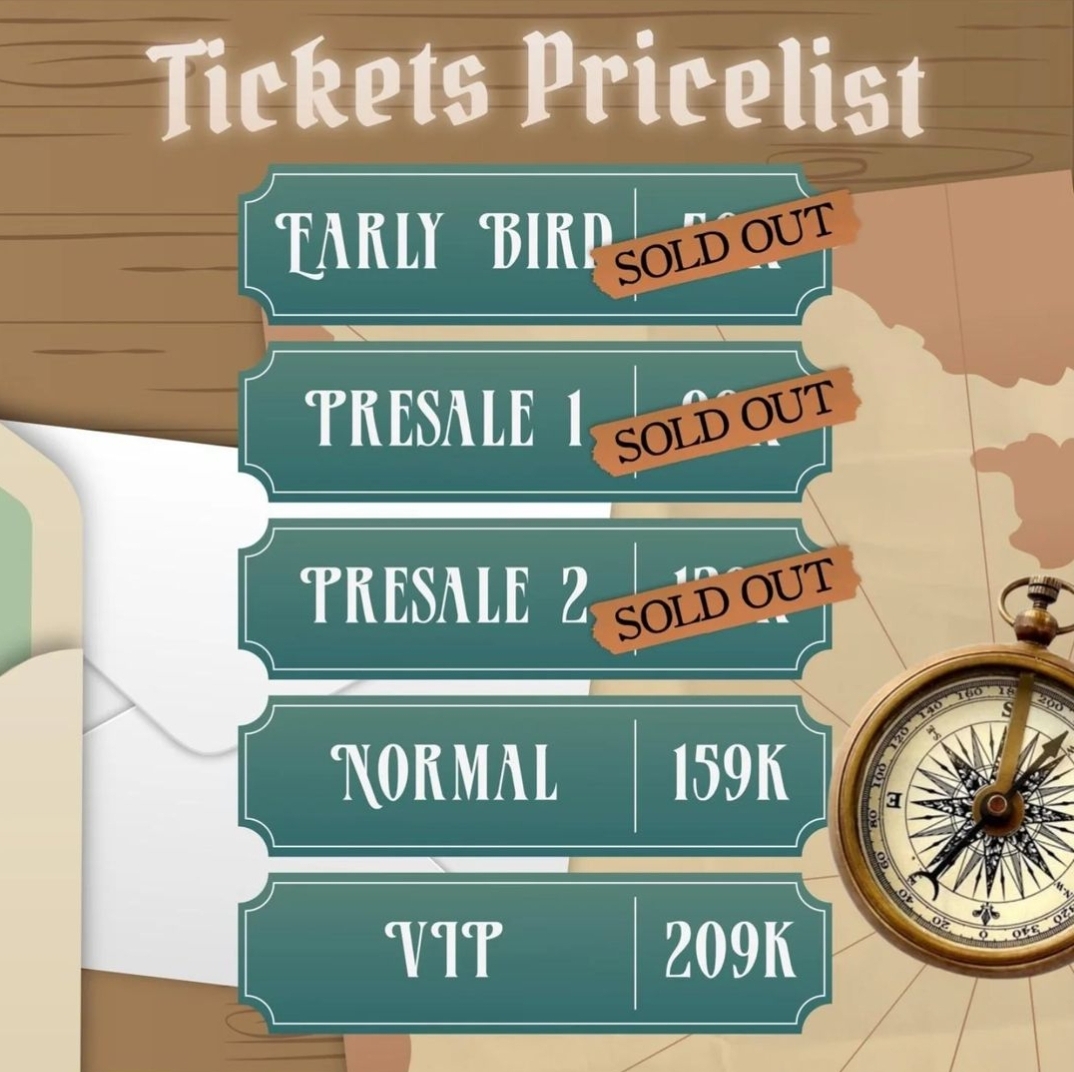 Tickets Pricelist
EARLY BIRD
SOLD OUT
PRESALE 1
SOLD OUT
PRESALE 2
SOLD OUT
NORMAL 159K
VIP 209K